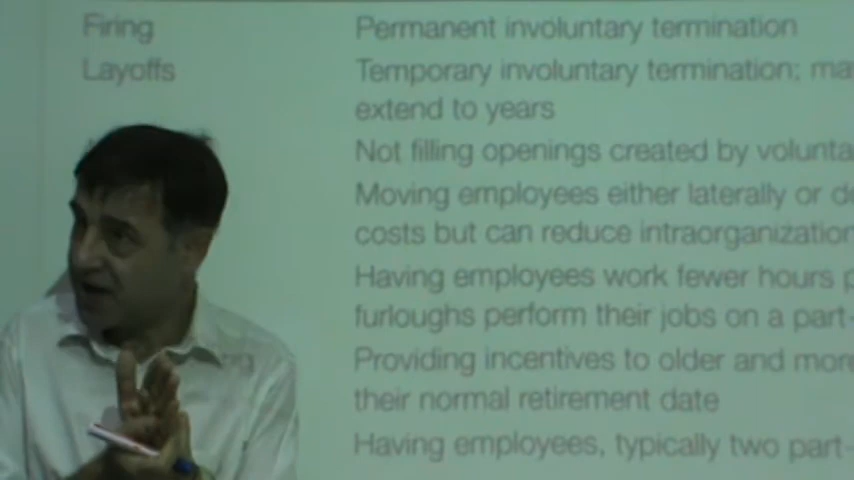 Firing Permanent involuntary termination
Layoffs Temporary involuntary termination; ma
extend to years
Not filling openings created by volunta
Moving employees either laterally or d
costs but can reduce intraorganization
Having employees work fewer hours p
furloughs perform their jobs on a part-
Providing incentives to older and more
their normal retirement date
Having employees, typically two part-